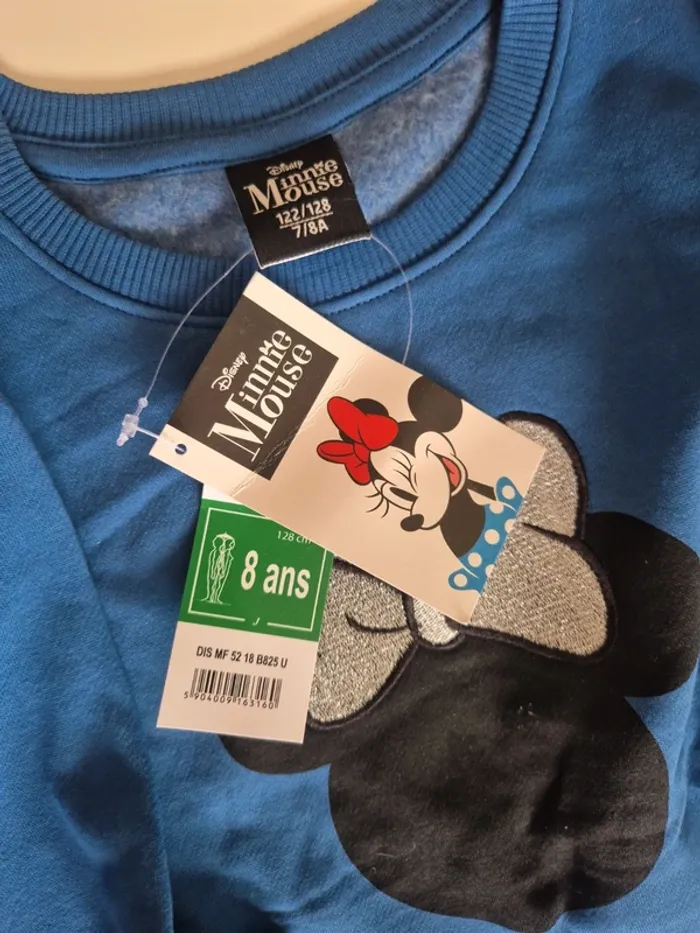 Disney
Minnie
Mouse
122/128
7/8A
Disney
Minnie
Mouse
128 cm
8 ans
J
DIS MF 52 18 B825 U
5 904009 163160